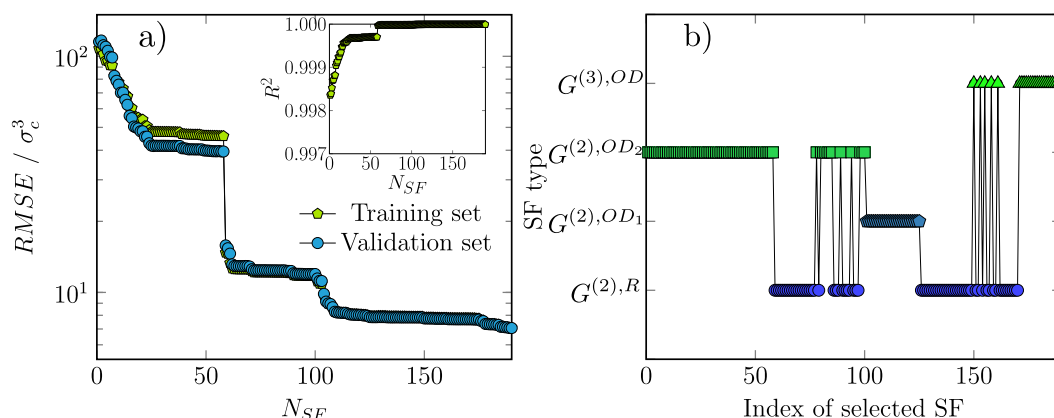 a)
10^2
10^1
RMSE / σ_c^3
0
50
100
150
N_SF
1.000
0.999
0.998
0.997
R^2
0
50
150
N_SF
Training set
Validation set
b)
G^(3),OD
G^(2),OD_2
G^(2),OD_1
G^(2),R
SF type
0
50
100
150
Index of selected SF